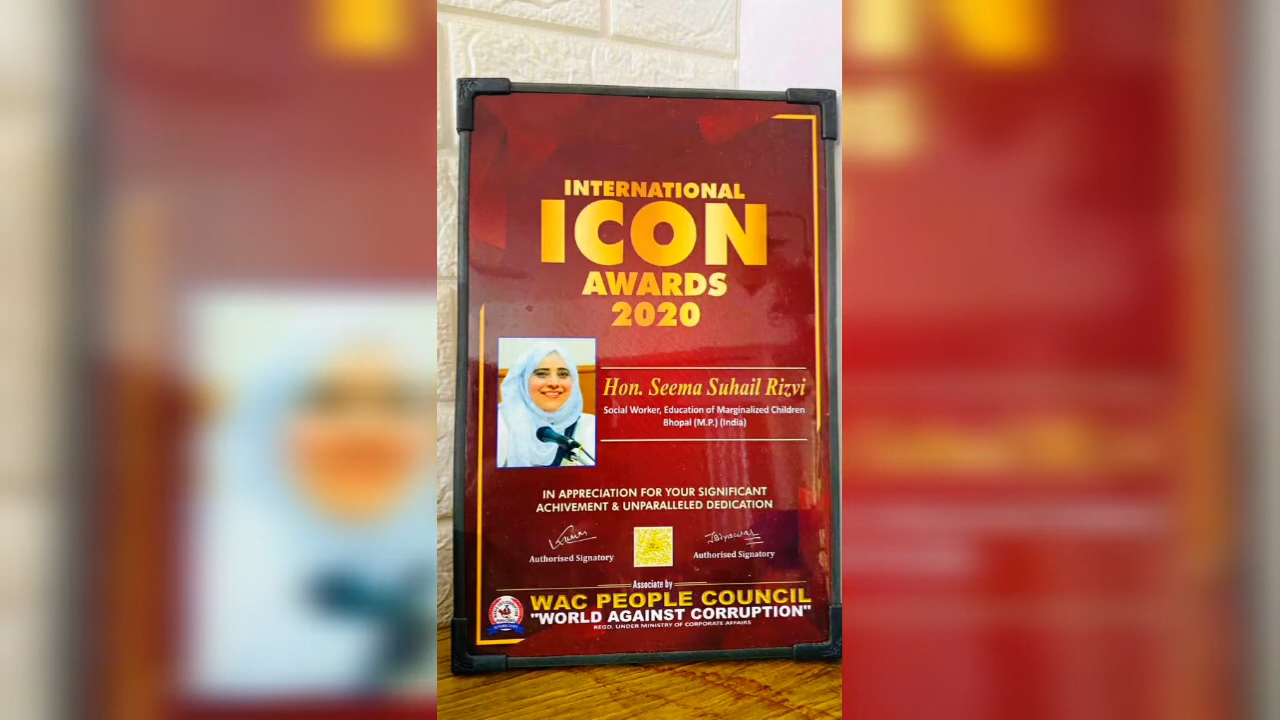 INTERNATIONAL
ICON
AWARDS
2020
Hon. Seema Suhail Rizvi
Social Worker, Education of Marginalized Children
Bhopal (M.P.) (India)
IN APPRECIATION FOR YOUR SIGNIFICANT
ACHIVEMENT & UNPARALLELED DEDICATION
Authorised Signatory
Authorised Signatory
Associate by
WAC PEOPLE COUNCIL
"WORLD AGAINST CORRUPTION"
REGD. UNDER MINISTRY OF CORPORATE AFFAIRS